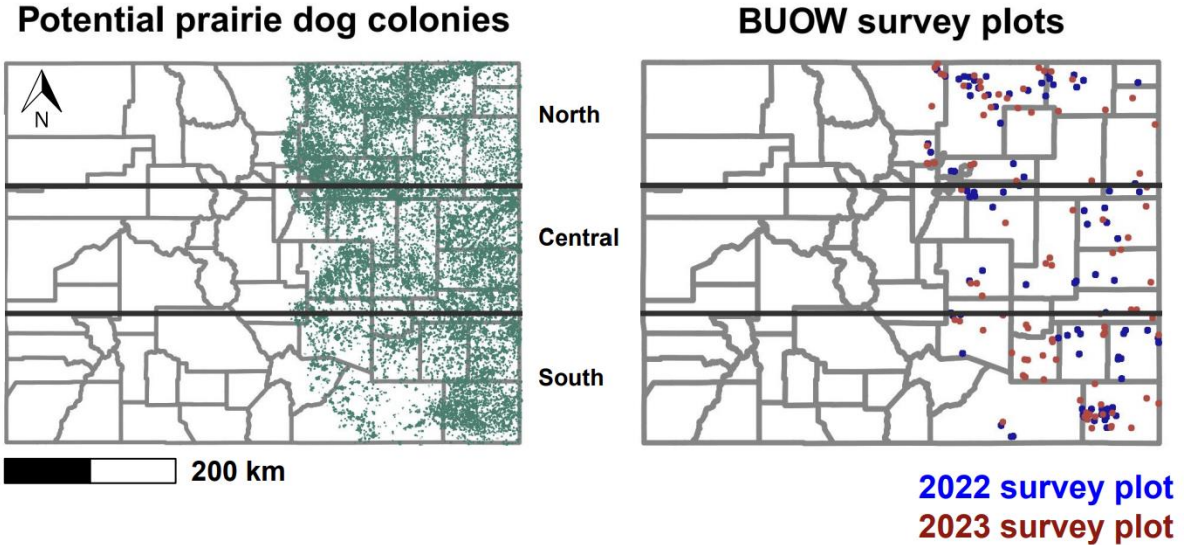 Potential prairie dog colonies
BUOW survey plots
N
North
Central
South
200 km
2022 survey plot
2023 survey plot